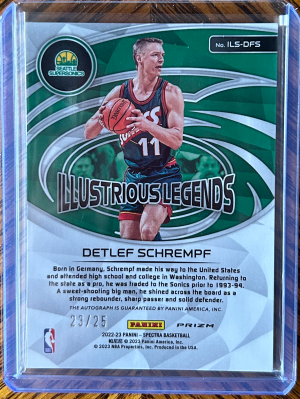 No. ILS-DFS
SEATTLE
SUPERSONICS
11
ILLUSTRIOUS LEGENDS
DETLEF SCHREMPF
Born in Germany, Schrempf made his way to the United States
and attended high school and college in Washington. Returning to
the state as a pro, he was traded to the Sonics prior to 1993-94.
A sweet-shooting big man, he shined across the board as a
strong rebounder, sharp passer and solid defender.
THE AUTOGRAPH IS GUARANTEED BY PANINI AMERICA, INC.
23/25
NBA
PANINI
PRIZM
2022-23 PANINI - SPECTRA BASKETBALL
© 2023 Panini America, Inc.
© 2023 NBA Properties, Inc. Produced in the USA.